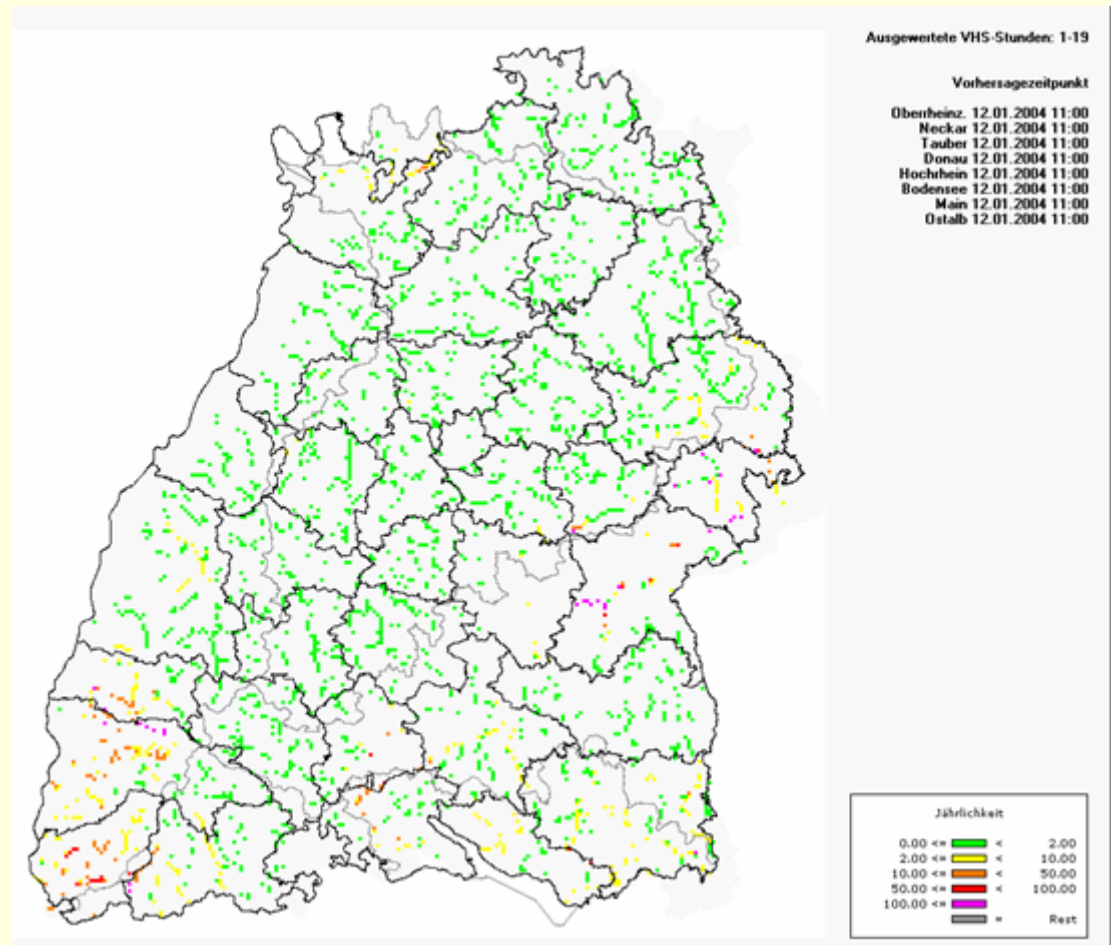 Ausgewertete VHS-Stunden: 1-19
Vorhersagezeitpunkt
Oberrheinz. 12.01.2004 11:00
Neckar 12.01.2004 11:00
Tauber 12.01.2004 11:00
Donau 12.01.2004 11:00
Hochrhein 12.01.2004 11:00
Bodensee 12.01.2004 11:00
Main 12.01.2004 11:00
Ostalb 12.01.2004 11:00
Jährlichkeit
0.00 <= < 2.00
2.00 <= < 10.00
10.00 <= < 50.00
50.00 <= < 100.00
100.00 <=
= Rest